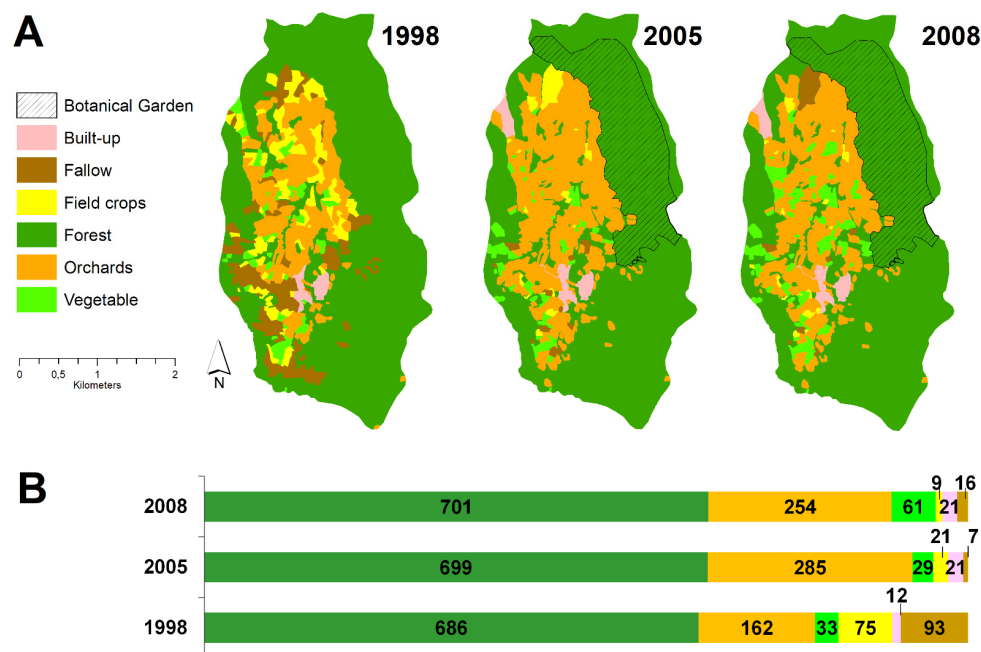 A
1998
2005
2008
Botanical Garden
Built-up
Fallow
Field crops
Forest
Orchards
Vegetable
0 0,5 1 2
Kilometers
N
B
9 16
2008 701 254 61 21
21 7
2005 699 285 29 21
12
1998 686 162 33 75 93